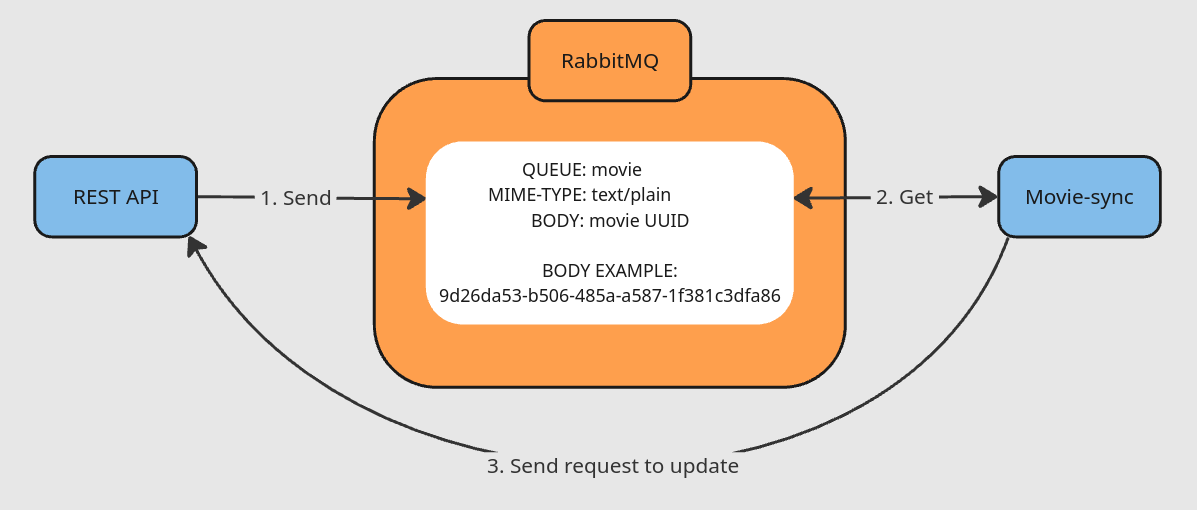 RabbitMQ
REST API
1. Send
QUEUE: movie
MIME-TYPE: text/plain
BODY: movie UUID
BODY EXAMPLE:
9d26da53-b506-485a-a587-1f381c3dfa86
2. Get
Movie-sync
3. Send request to update